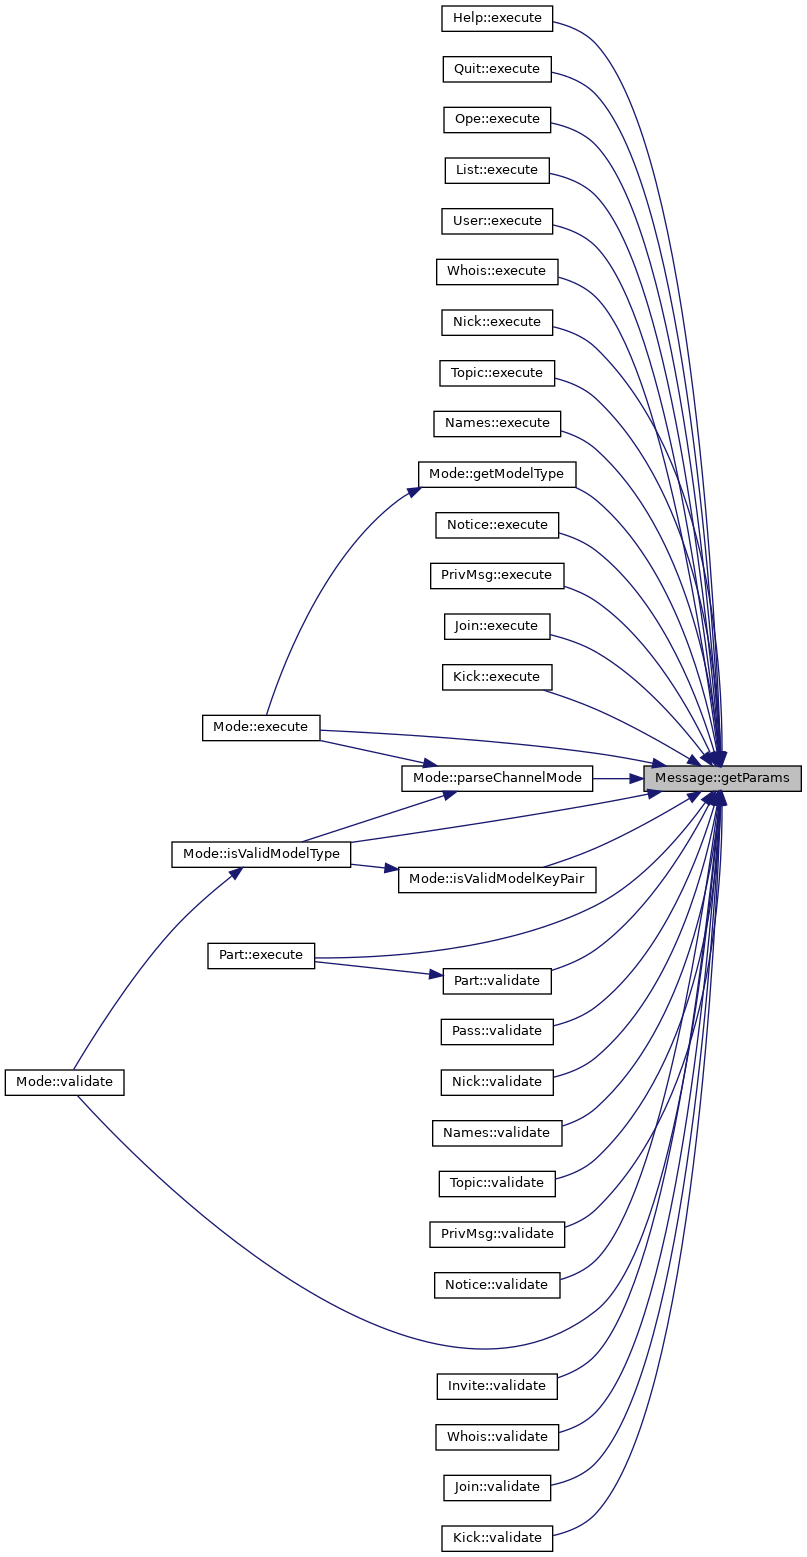 Help::execute
Quit::execute
Ope::execute
List::execute
User::execute
Whois::execute
Nick::execute
Topic::execute
Names::execute
Mode::getModelType
Notice::execute
PrivMsg::execute
Join::execute
Kick::execute
Mode::execute
Mode::parseChannelMode
Message::getParams
Mode::isValidModelType
Mode::isValidModelKeyPair
Part::execute
Part::validate
Pass::validate
Mode::validate
Nick::validate
Names::validate
Topic::validate
PrivMsg::validate
Notice::validate
Invite::validate
Whois::validate
Join::validate
Kick::validate